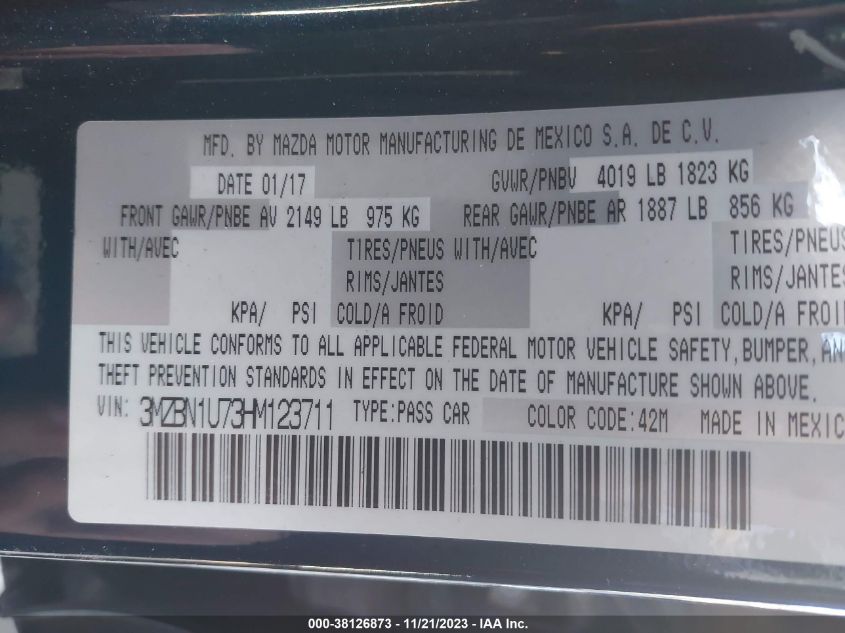 MFD. BY MAZDA MOTOR MANUFACTURING DE MEXICO S.A. DE C.V.
DATE 01/17 GVWR/PNBV 4019 LB 1823 KG
FRONT GAWR/PNBE AV 2149 LB 975 KG REAR GAWR/PNBE AR 1887 LB 856 KG
WITH/AVEC TIRES/PNEUS WITH/AVEC TIRES/PNEUS
RIMS/JANTES RIMS/JANTES
KPA/ PSI COLD/A FROID KPA/ PSI COLD/A FROI
THIS VEHICLE CONFORMS TO ALL APPLICABLE FEDERAL MOTOR VEHICLE SAFETY, BUMPER, AN
THEFT PREVENTION STANDARDS IN EFFECT ON THE DATE OF MANUFACTURE SHOWN ABOVE.
VIN: 3MZBN1U73HM123711 TYPE:PASS CAR COLOR CODE:42M MADE IN MEXIC
000-38126873 - 11/21/2023 - IAAI.com - Copyright IAA, Inc.